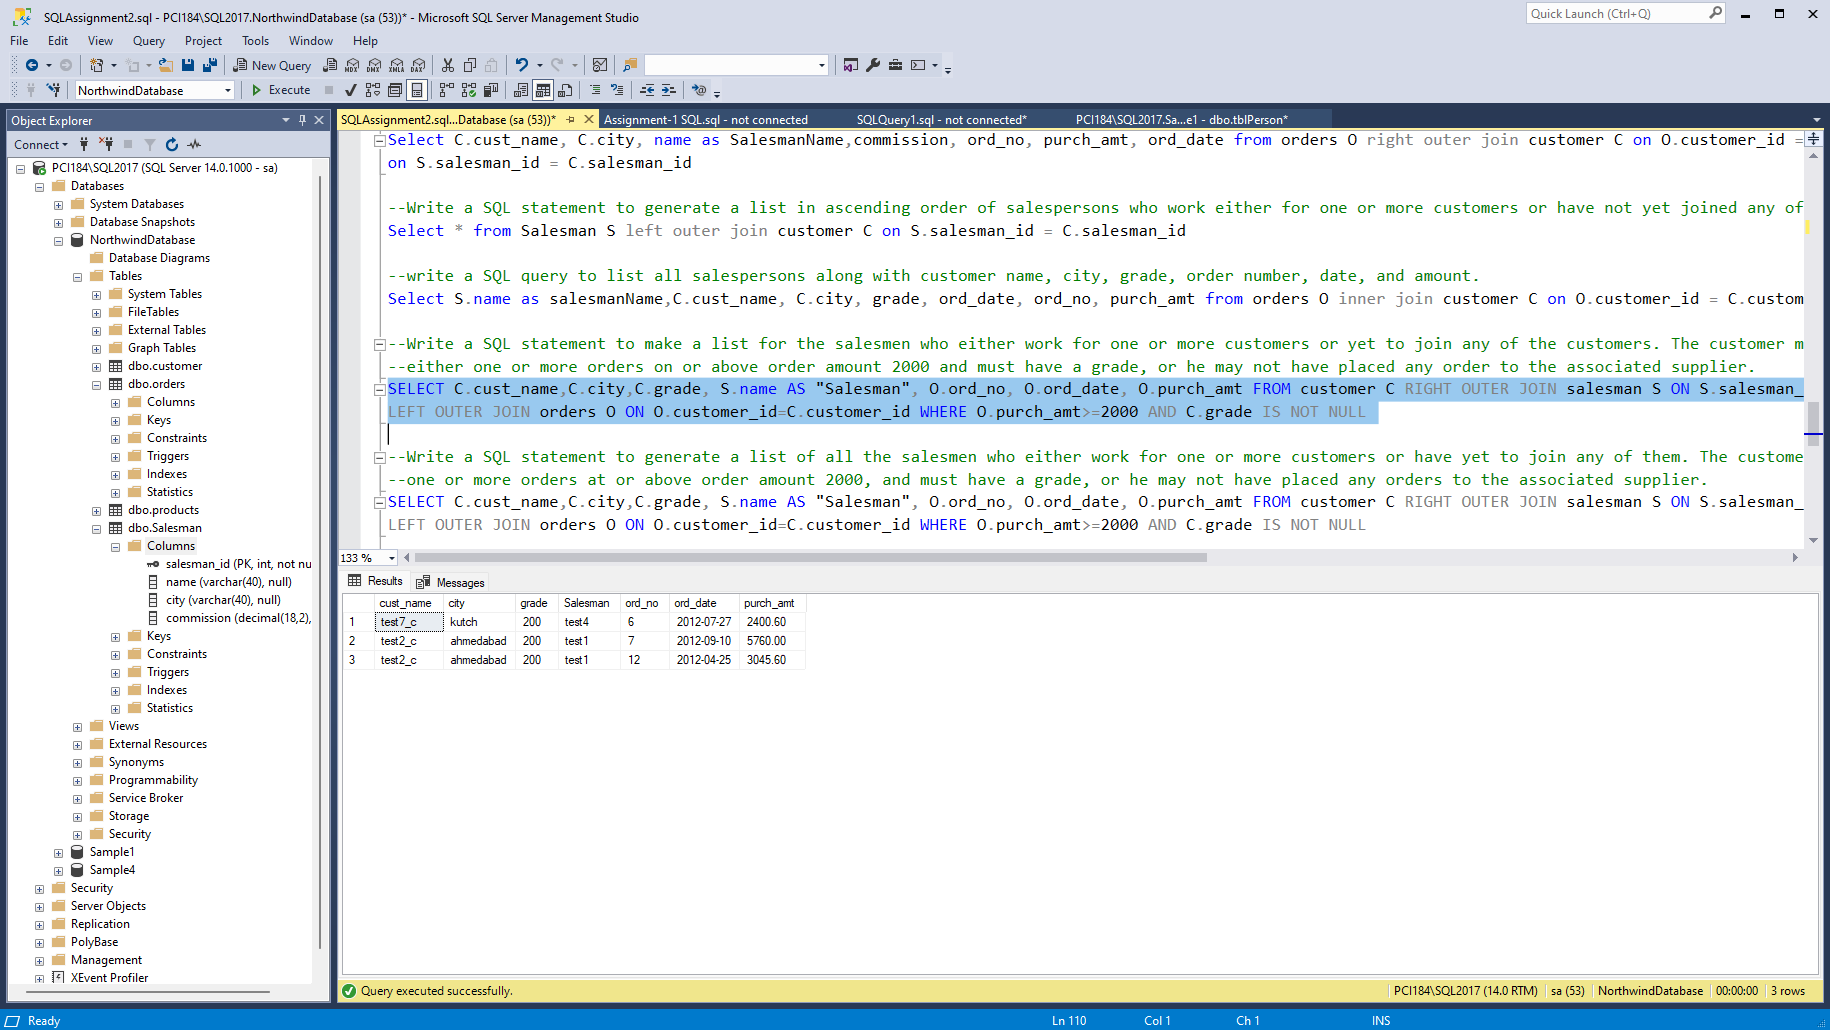 SQLAssignment2.sql - PCI184\SQL2017.NorthwindDatabase (sa (53))* - Microsoft SQL Server Management Studio
Quick Launch (Ctrl+Q)
File Edit View Query Project Tools Window Help
New Query MDX DMX XMLA DAX
NorthwindDatabase Execute
Object Explorer
Connect
PCI184\SQL2017 (SQL Server 14.0.1000 - sa)
Databases
System Databases
Database Snapshots
NorthwindDatabase
Database Diagrams
Tables
System Tables
FileTables
External Tables
Graph Tables
dbo.customer
dbo.orders
Columns
Keys
Constraints
Triggers
Indexes
Statistics
dbo.products
dbo.Salesman
Columns
salesman_id (PK, int, not nu
name (varchar(40), null)
city (varchar(40), null)
commission (decimal(18,2),
Keys
Constraints
Triggers
Indexes
Statistics
Views
External Resources
Synonyms
Programmability
Service Broker
Storage
Security
Sample1
Sample4
Security
Server Objects
Replication
PolyBase
Management
XEvent Profiler
SQLAssignment2.sql...Database (sa (53))* Assignment-1 SQL.sql - not connected SQLQuery1.sql - not connected* PCI184\SQL2017.Sa...e1 - dbo.tblPerson*
Select C.cust_name, C.city, name as SalesmanName,commission, ord_no, purch_amt, ord_date from orders O right outer join customer C on O.customer_id =
on S.salesman_id = C.salesman_id
--Write a SQL statement to generate a list in ascending order of salespersons who work either for one or more customers or have not yet joined any of
Select * from Salesman S left outer join customer C on S.salesman_id = C.salesman_id
--write a SQL query to list all salespersons along with customer name, city, grade, order number, date, and amount.
Select S.name as salesmanName,C.cust_name, C.city, grade, ord_date, ord_no, purch_amt from orders O inner join customer C on O.customer_id = C.custom
--Write a SQL statement to make a list for the salesmen who either work for one or more customers or yet to join any of the customers. The customer m
--either one or more orders on or above order amount 2000 and must have a grade, or he may not have placed any order to the associated supplier.
SELECT C.cust_name,C.city,C.grade, S.name AS "Salesman", O.ord_no, O.ord_date, O.purch_amt FROM customer C RIGHT OUTER JOIN salesman S ON S.salesman_
LEFT OUTER JOIN orders O ON O.customer_id=C.customer_id WHERE O.purch_amt>=2000 AND C.grade IS NOT NULL
--Write a SQL statement to generate a list of all the salesmen who either work for one or more customers or have yet to join any of them. The custome
--one or more orders at or above order amount 2000, and must have a grade, or he may not have placed any orders to the associated supplier.
SELECT C.cust_name,C.city,C.grade, S.name AS "Salesman", O.ord_no, O.ord_date, O.purch_amt FROM customer C RIGHT OUTER JOIN salesman S ON S.salesman_
LEFT OUTER JOIN orders O ON O.customer_id=C.customer_id WHERE O.purch_amt>=2000 AND C.grade IS NOT NULL
133 %
Results Messages
cust_name city grade Salesman ord_no ord_date purch_amt
1 test7_c kutch 200 test4 6 2012-07-27 2400.60
2 test2_c ahmedabad 200 test1 7 2012-09-10 5760.00
3 test2_c ahmedabad 200 test1 12 2012-04-25 3045.60
Query executed successfully. PCI184\SQL2017 (14.0 RTM) sa (53) NorthwindDatabase 00:00:00 3 rows
Ready Ln 110 Col 1 Ch 1 INS